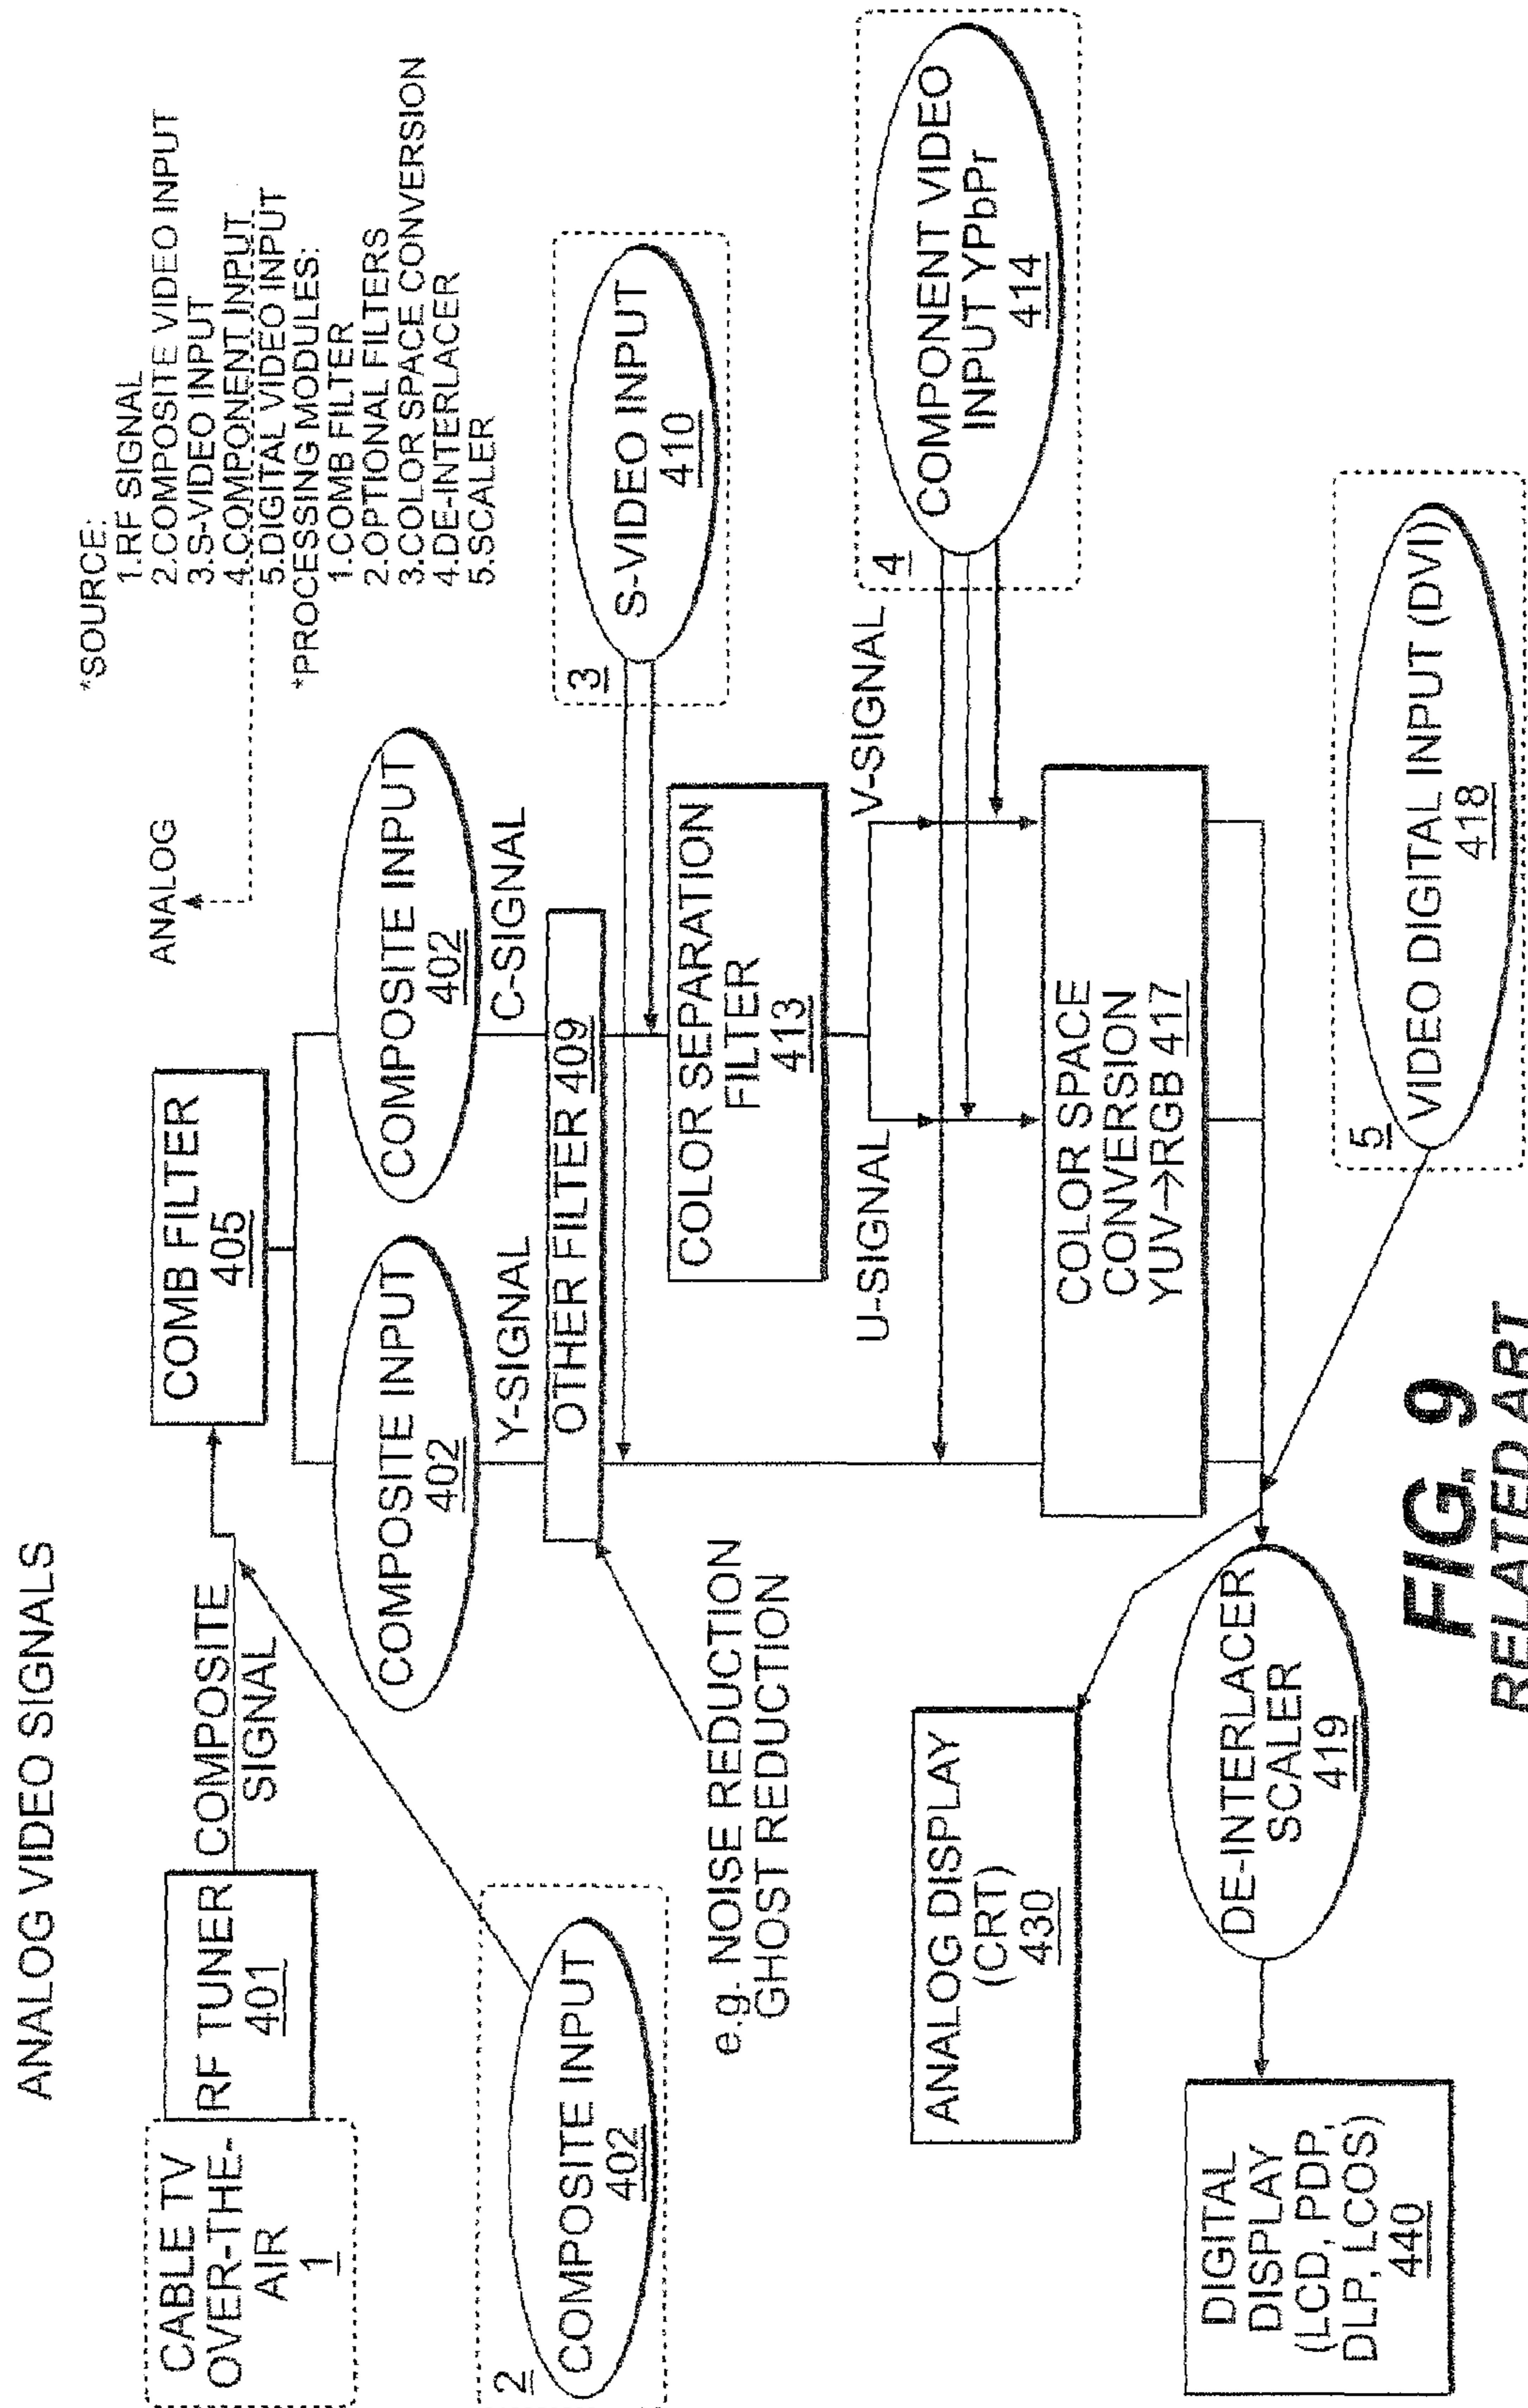 ANALOG VIDEO SIGNALS
CABLE TV
OVER-THE-
AIR
1
RF TUNER
401
COMPOSITE
SIGNAL
COMB FILTER
405
ANALOG
*SOURCE:
1.RF SIGNAL
2.COMPOSITE VIDEO INPUT
3.S-VIDEO INPUT
4.COMPONENT INPUT
5.DIGITAL VIDEO INPUT
*PROCESSING MODULES:
1.COMB FILTER
2.OPTIONAL FILTERS
3.COLOR SPACE CONVERSION
4.DE-INTERLACER
5.SCALER
2
COMPOSITE INPUT
402
COMPOSITE INPUT
402
COMPOSITE INPUT
402
Y-SIGNAL
C-SIGNAL
OTHER FILTER 409
e.g. NOISE REDUCTION
GHOST REDUCTION
3
S-VIDEO INPUT
410
COLOR SEPARATION
FILTER
413
U-SIGNAL
V-SIGNAL
4
COMPONENT VIDEO
INPUT YPbPr
414
ANALOG DISPLAY
(CRT)
430
COLOR SPACE
CONVERSION
YUV→RGB 417
DIGITAL
DISPLAY
(LCD, PDP,
DLP, LCOS)
440
DE-INTERLACER
SCALER
419
5
VIDEO DIGITAL INPUT (DVI)
418
FIG. 9
RELATED ART